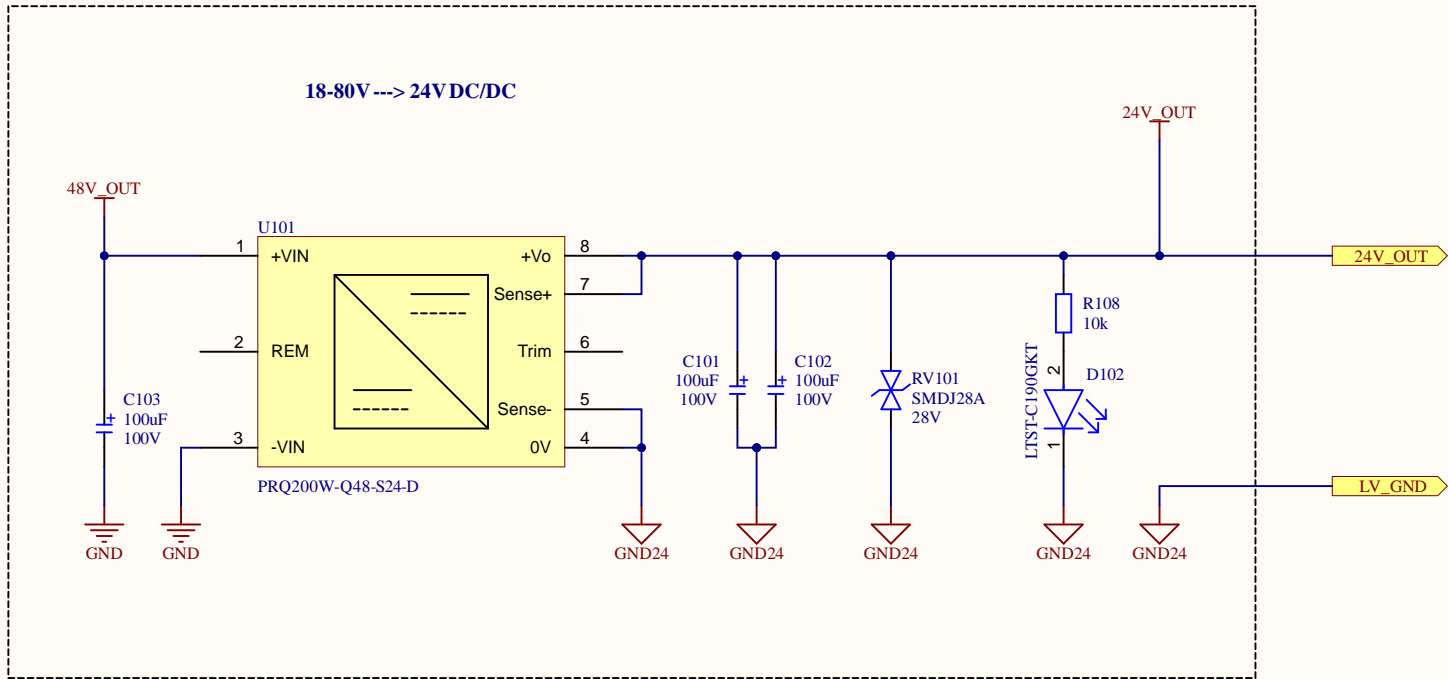 18-80V ---> 24V DC/DC
24V_OUT
48V_OUT
U101
1
+VIN
+Vo
8
24V_OUT
Sense+
7
R108
10k
2
REM
Trim
6
C101
100uF
100V
C102
100uF
100V
RV101
SMDJ28A
28V
2
D102
LTST-C190GKT
1
C103
100uF
100V
Sense-
5
3
-VIN
0V
4
PRQ200W-Q48-S24-D
LV_GND
GND
GND
GND24
GND24
GND24
GND24
GND24